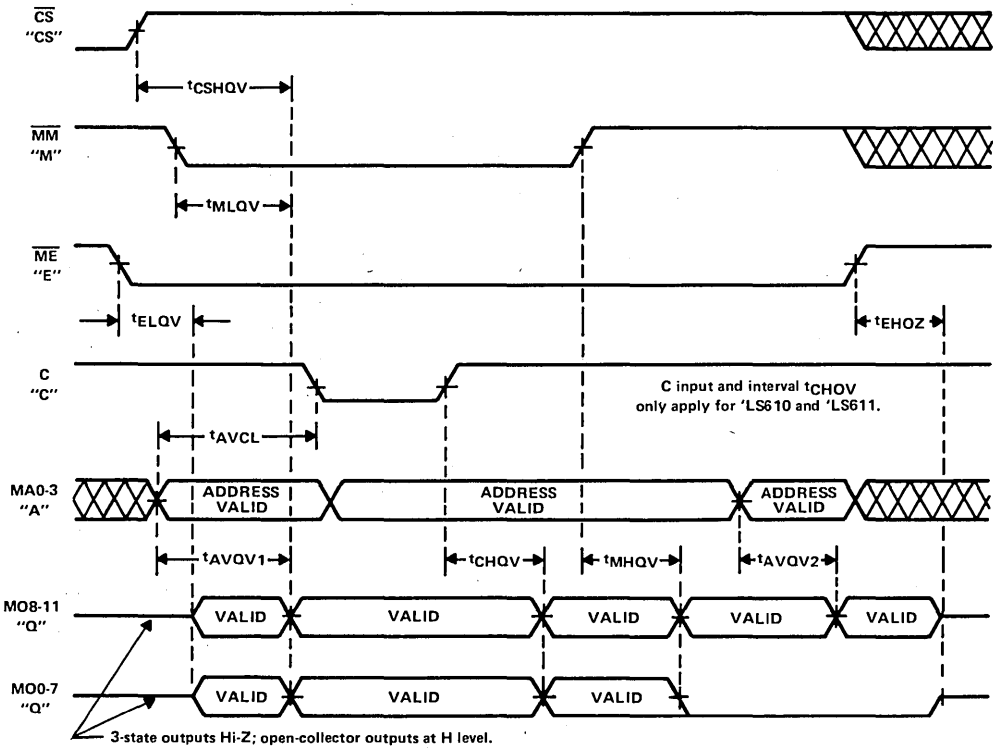 CS
"CS"
tCSHQV
MM
"M"
tMLQV
ME
"E"
tELQV
tEHOZ
C
"C"
C input and interval tCHOV
only apply for 'LS610 and 'LS611.
tAVCL
MA0-3
"A"
ADDRESS
VALID
ADDRESS
VALID
ADDRESS
VALID
tAVQV1
tCHQV
tMHQV
tAVQV2
MO8-11
"Q"
VALID
VALID
VALID
VALID
VALID
MO0-7
"Q"
VALID
VALID
VALID
3-state outputs Hi-Z; open-collector outputs at H level.